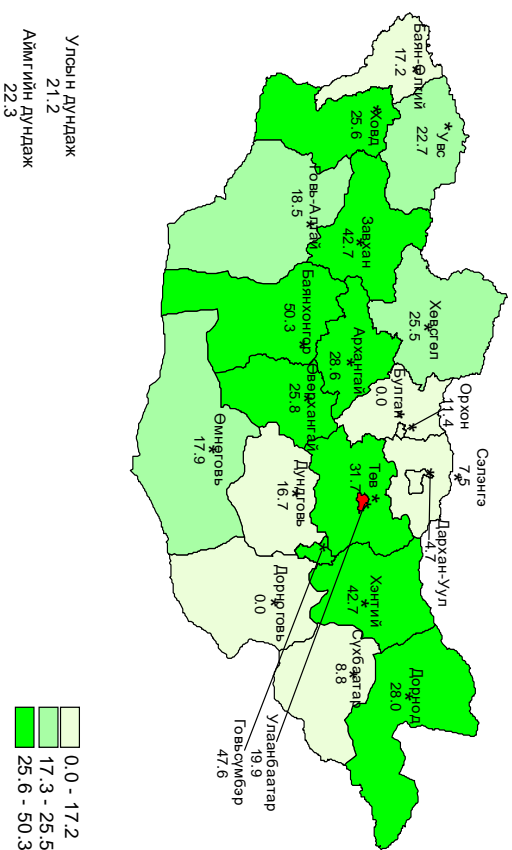 Баян-Өлгий
17.2
Увс
22.7
Ховд
25.6
Говь-Алтай
18.5
Завхан
42.7
Хөвсгөл
25.5
Баянхонгор
50.3
Архангай
28.6
Өвөрхангай
25.8
Булган
0.0
Орхон
11.4
Сэлэнгэ
7.5
Дархан-Уул
4.7
Төв
31.7
Өмнөговь
17.9
Дундговь
16.7
Дорноговь
0.0
Хэнтий
42.7
Сүхбаатар
8.8
Дорнод
28.0
Улаанбаатар
19.9
Говьсүмбэр
47.6
Улсын дундаж
21.2
Аймгийн дундаж
22.3
0.0 - 17.2
17.3 - 25.5
25.6 - 50.3